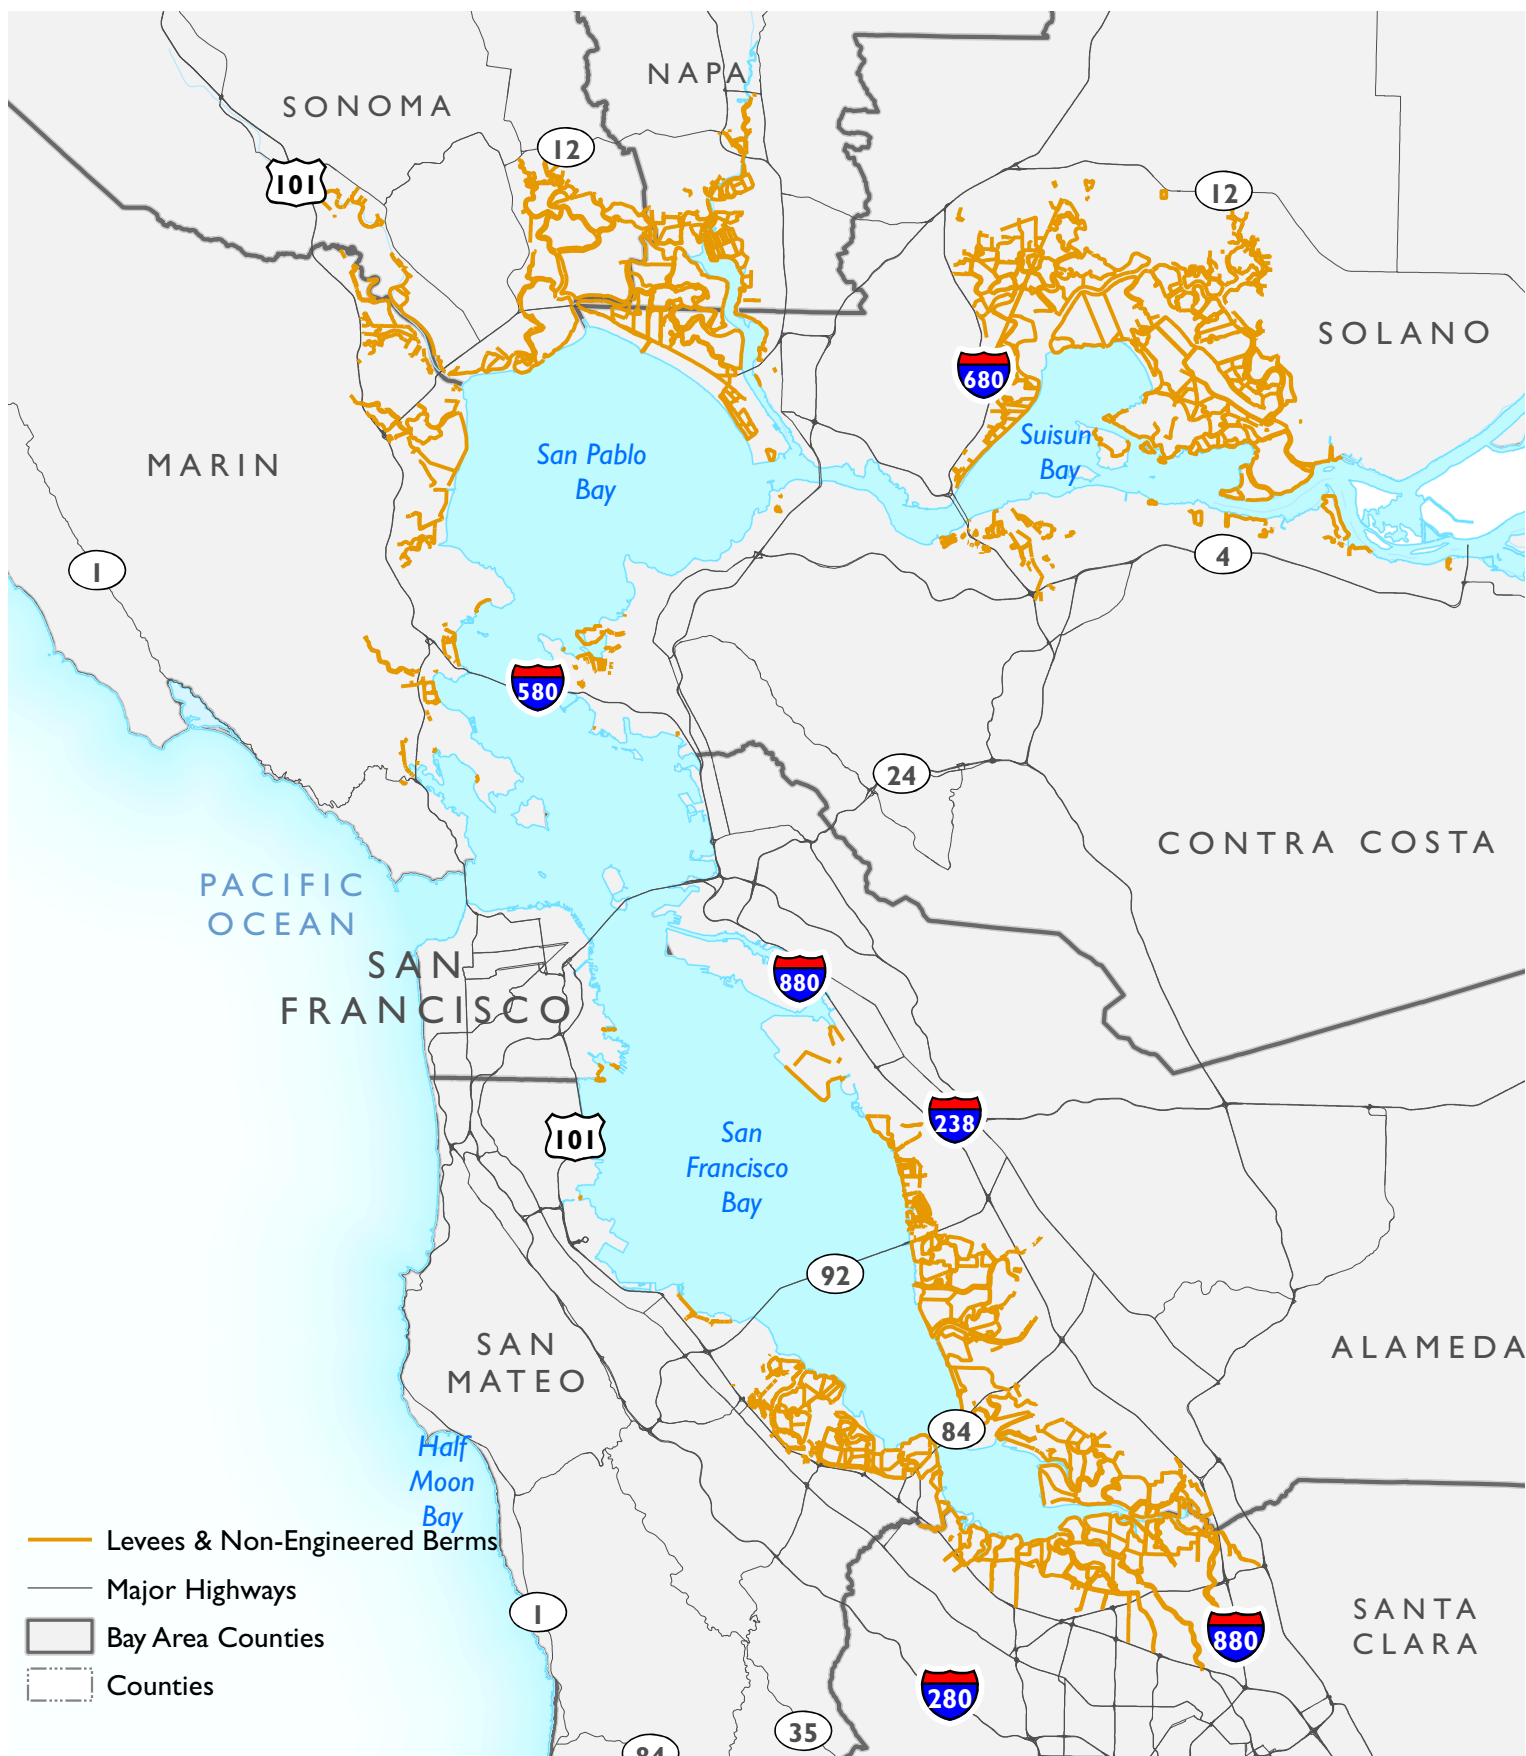 NAPA
SONOMA
12
101
12
SOLANO
680
Suisun
Bay
San Pablo
Bay
MARIN
4
1
580
24
CONTRA COSTA
PACIFIC
OCEAN
SAN
FRANCISCO
880
238
101
San
Francisco
Bay
92
SAN
MATEO
ALAMEDA
84
Half
Moon
Bay
Levees & Non-Engineered Berms
Major Highways
Bay Area Counties
Counties
1
SANTA
CLARA
880
280
35
84